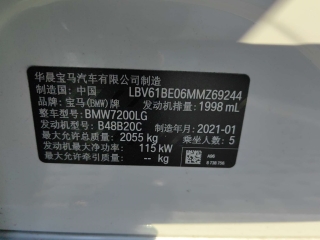 华晨宝马汽车有限公司制造
制造国: 中国 LBV61BE06MMZ69244
品牌: 宝马(BMW)牌 发动机排量: 1998 mL
整车型号: BMW7200LG
发动机型号: B48B20C 制造年月: 2021-01
最大允许总质量: 2055 kg 乘坐人数: 5
发动机最大净功率: 115 kW
最大允许牵引质量: -- kg